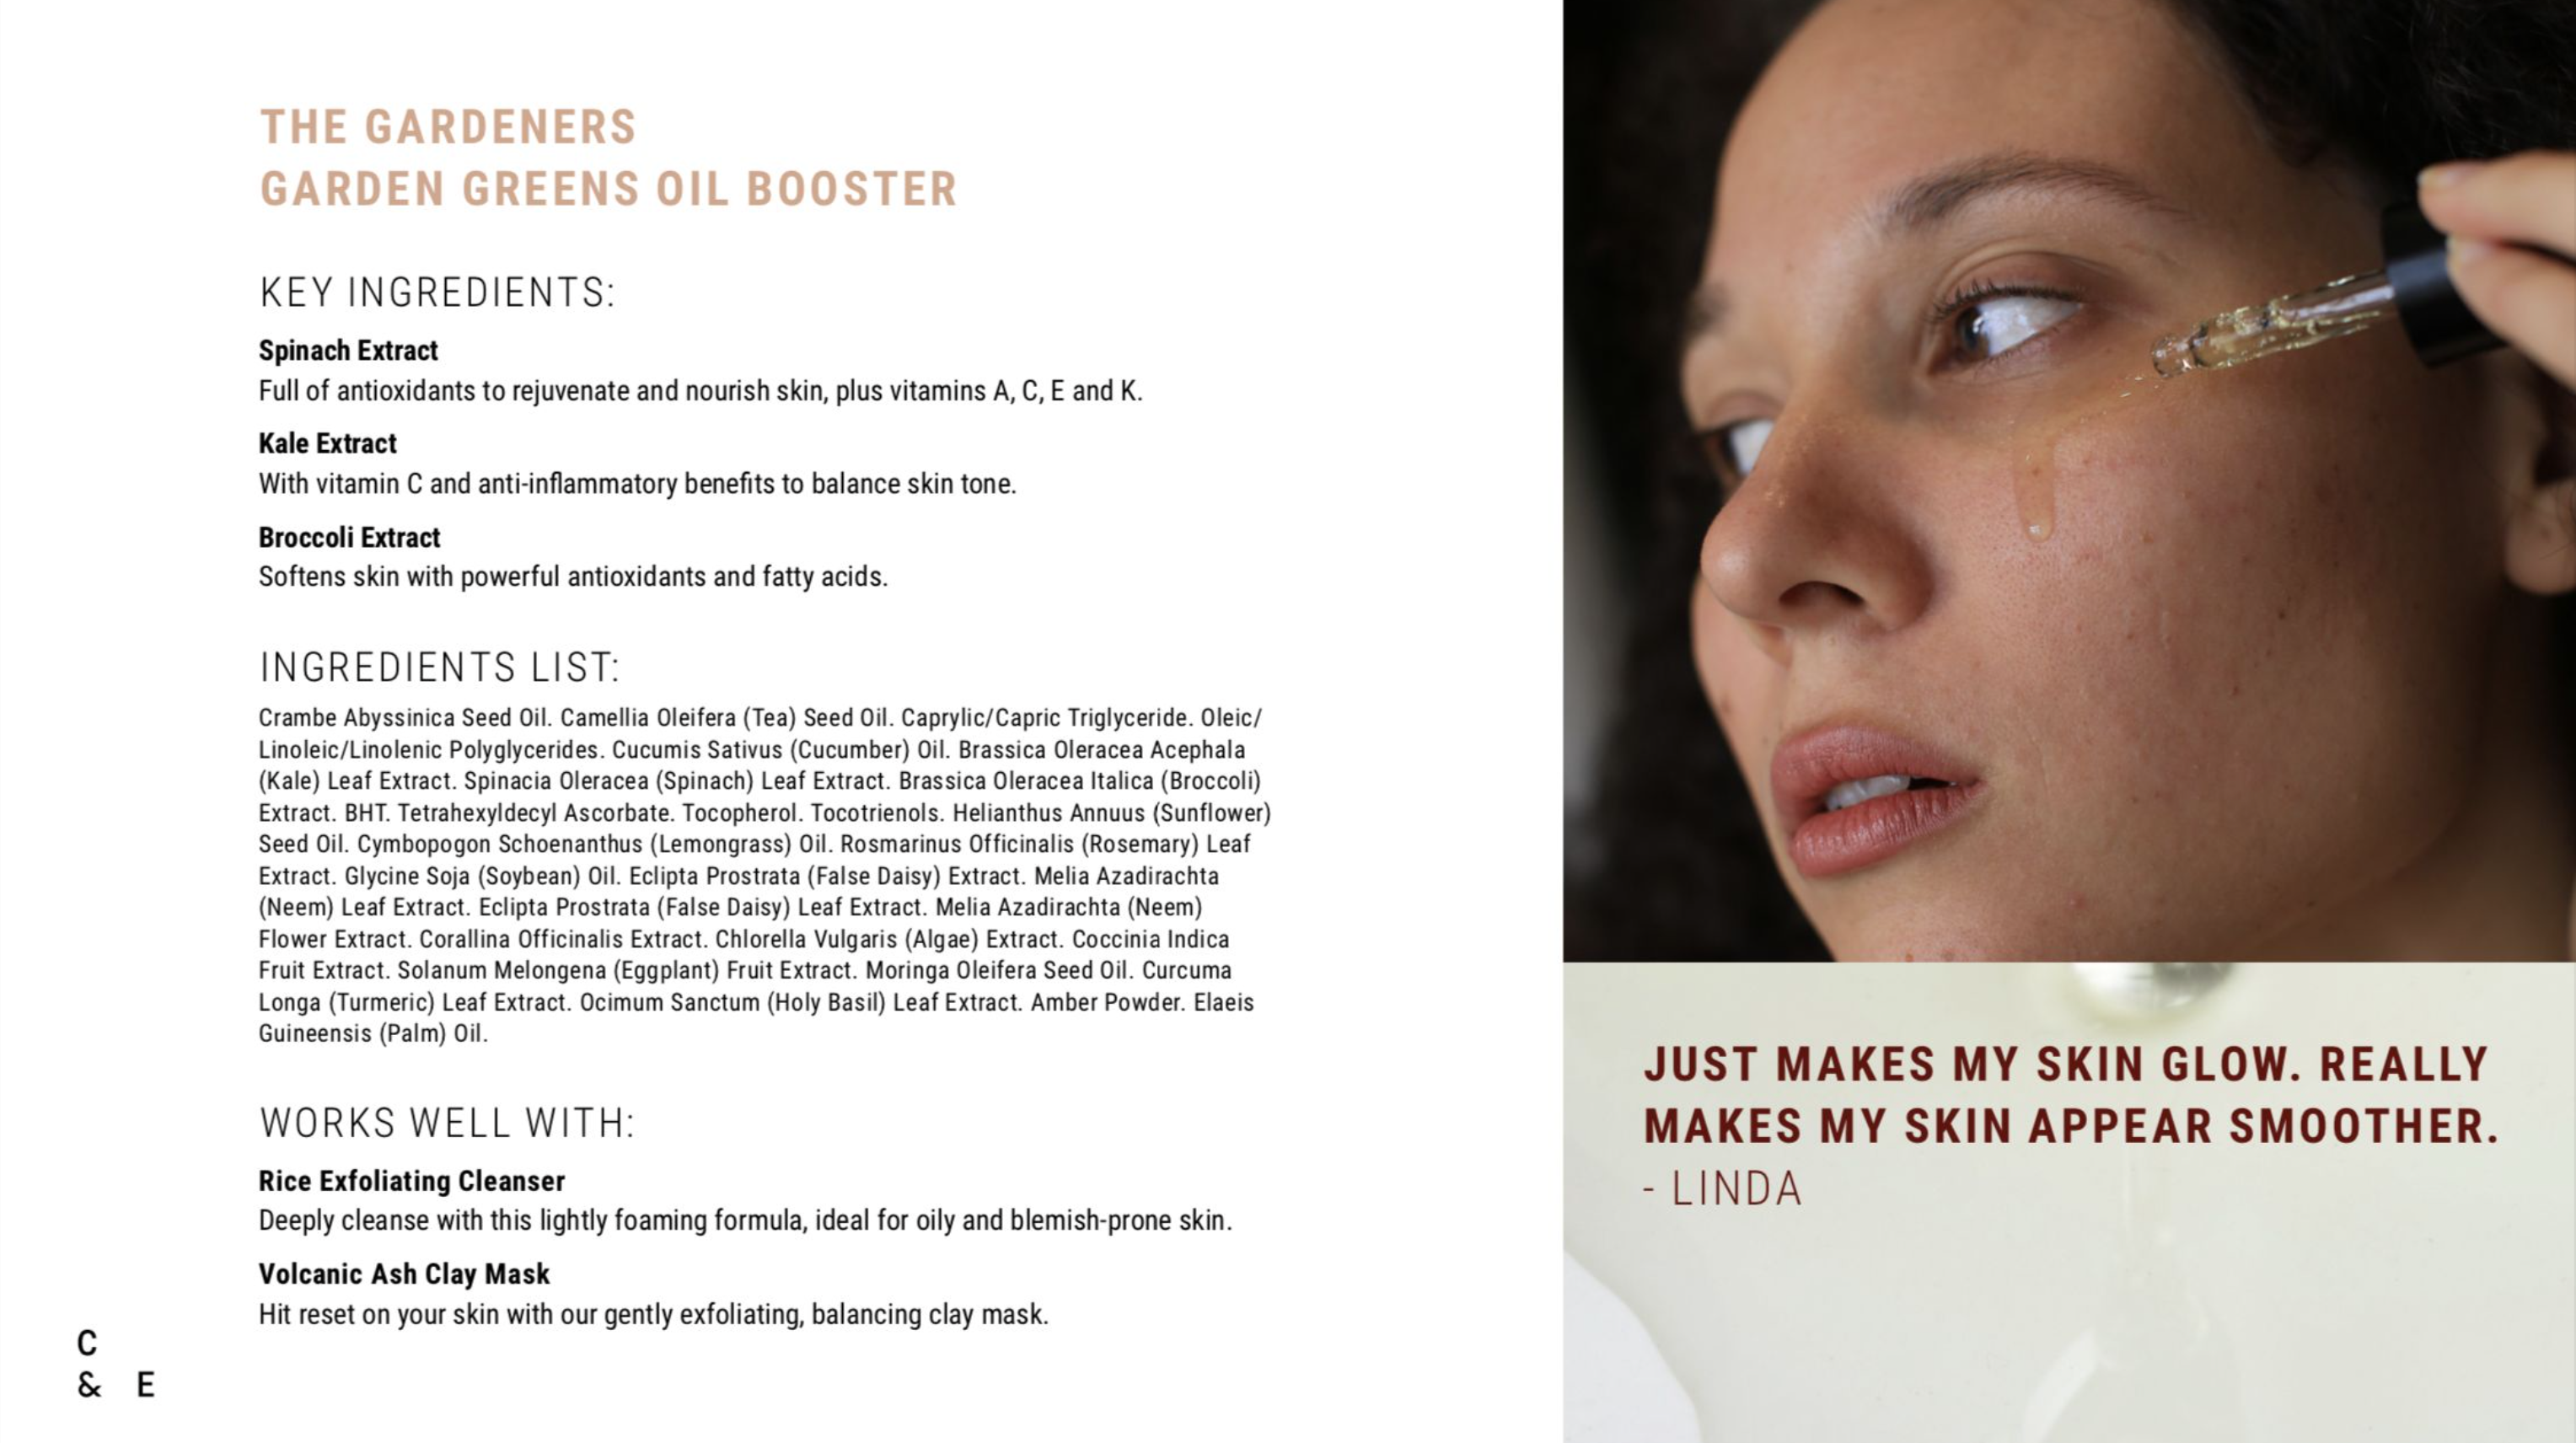 THE GARDENERS
GARDEN GREENS OIL BOOSTER
KEY INGREDIENTS:
Spinach Extract
Full of antioxidants to rejuvenate and nourish skin, plus vitamins A, C, E and K.
Kale Extract
With vitamin C and anti-inflammatory benefits to balance skin tone.
Broccoli Extract
Softens skin with powerful antioxidants and fatty acids.
INGREDIENTS LIST:
Crambe Abyssinica Seed Oil. Camellia Oleifera (Tea) Seed Oil. Caprylic/Capric Triglyceride. Oleic/
Linoleic/Linolenic Polyglycerides. Cucumis Sativus (Cucumber) Oil. Brassica Oleracea Acephala
(Kale) Leaf Extract. Spinacia Oleracea (Spinach) Leaf Extract. Brassica Oleracea Italica (Broccoli)
Extract. BHT. Tetrahexyldecyl Ascorbate. Tocopherol. Tocotrienols. Helianthus Annuus (Sunflower)
Seed Oil. Cymbopogon Schoenanthus (Lemongrass) Oil. Rosmarinus Officinalis (Rosemary) Leaf
Extract. Glycine Soja (Soybean) Oil. Eclipta Prostrata (False Daisy) Extract. Melia Azadirachta
(Neem) Leaf Extract. Eclipta Prostrata (False Daisy) Leaf Extract. Melia Azadirachta (Neem)
Flower Extract. Corallina Officinalis Extract. Chlorella Vulgaris (Algae) Extract. Coccinia Indica
Fruit Extract. Solanum Melongena (Eggplant) Fruit Extract. Moringa Oleifera Seed Oil. Curcuma
Longa (Turmeric) Leaf Extract. Ocimum Sanctum (Holy Basil) Leaf Extract. Amber Powder. Elaeis
Guineensis (Palm) Oil.
WORKS WELL WITH:
Rice Exfoliating Cleanser
Deeply cleanse with this lightly foaming formula, ideal for oily and blemish-prone skin.
Volcanic Ash Clay Mask
Hit reset on your skin with our gently exfoliating, balancing clay mask.
C
& E
JUST MAKES MY SKIN GLOW. REALLY
MAKES MY SKIN APPEAR SMOOTHER.
- LINDA